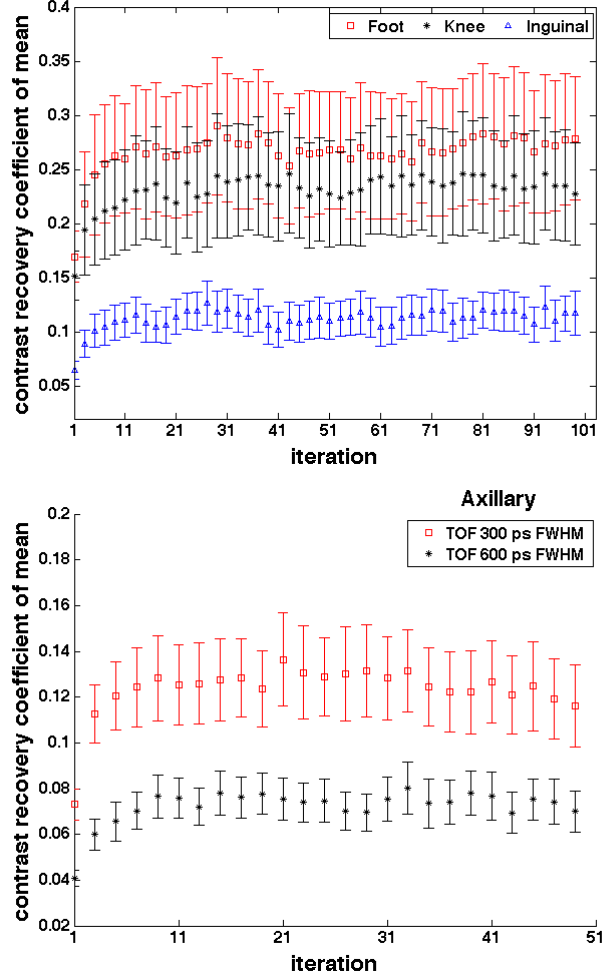 0.4
Foot Knee Inguinal
0.35
0.3
0.25
0.2
0.15
0.1
0.05
1 11 21 31 41 51 61 71 81 91 101
iteration
contrast recovery coefficient of mean
Axillary
0.2
TOF 300 ps FWHM
TOF 600 ps FWHM
0.18
0.16
0.14
0.12
0.1
0.08
0.06
0.04
0.02
1 11 21 31 41 51
iteration
contrast recovery coefficient of mean